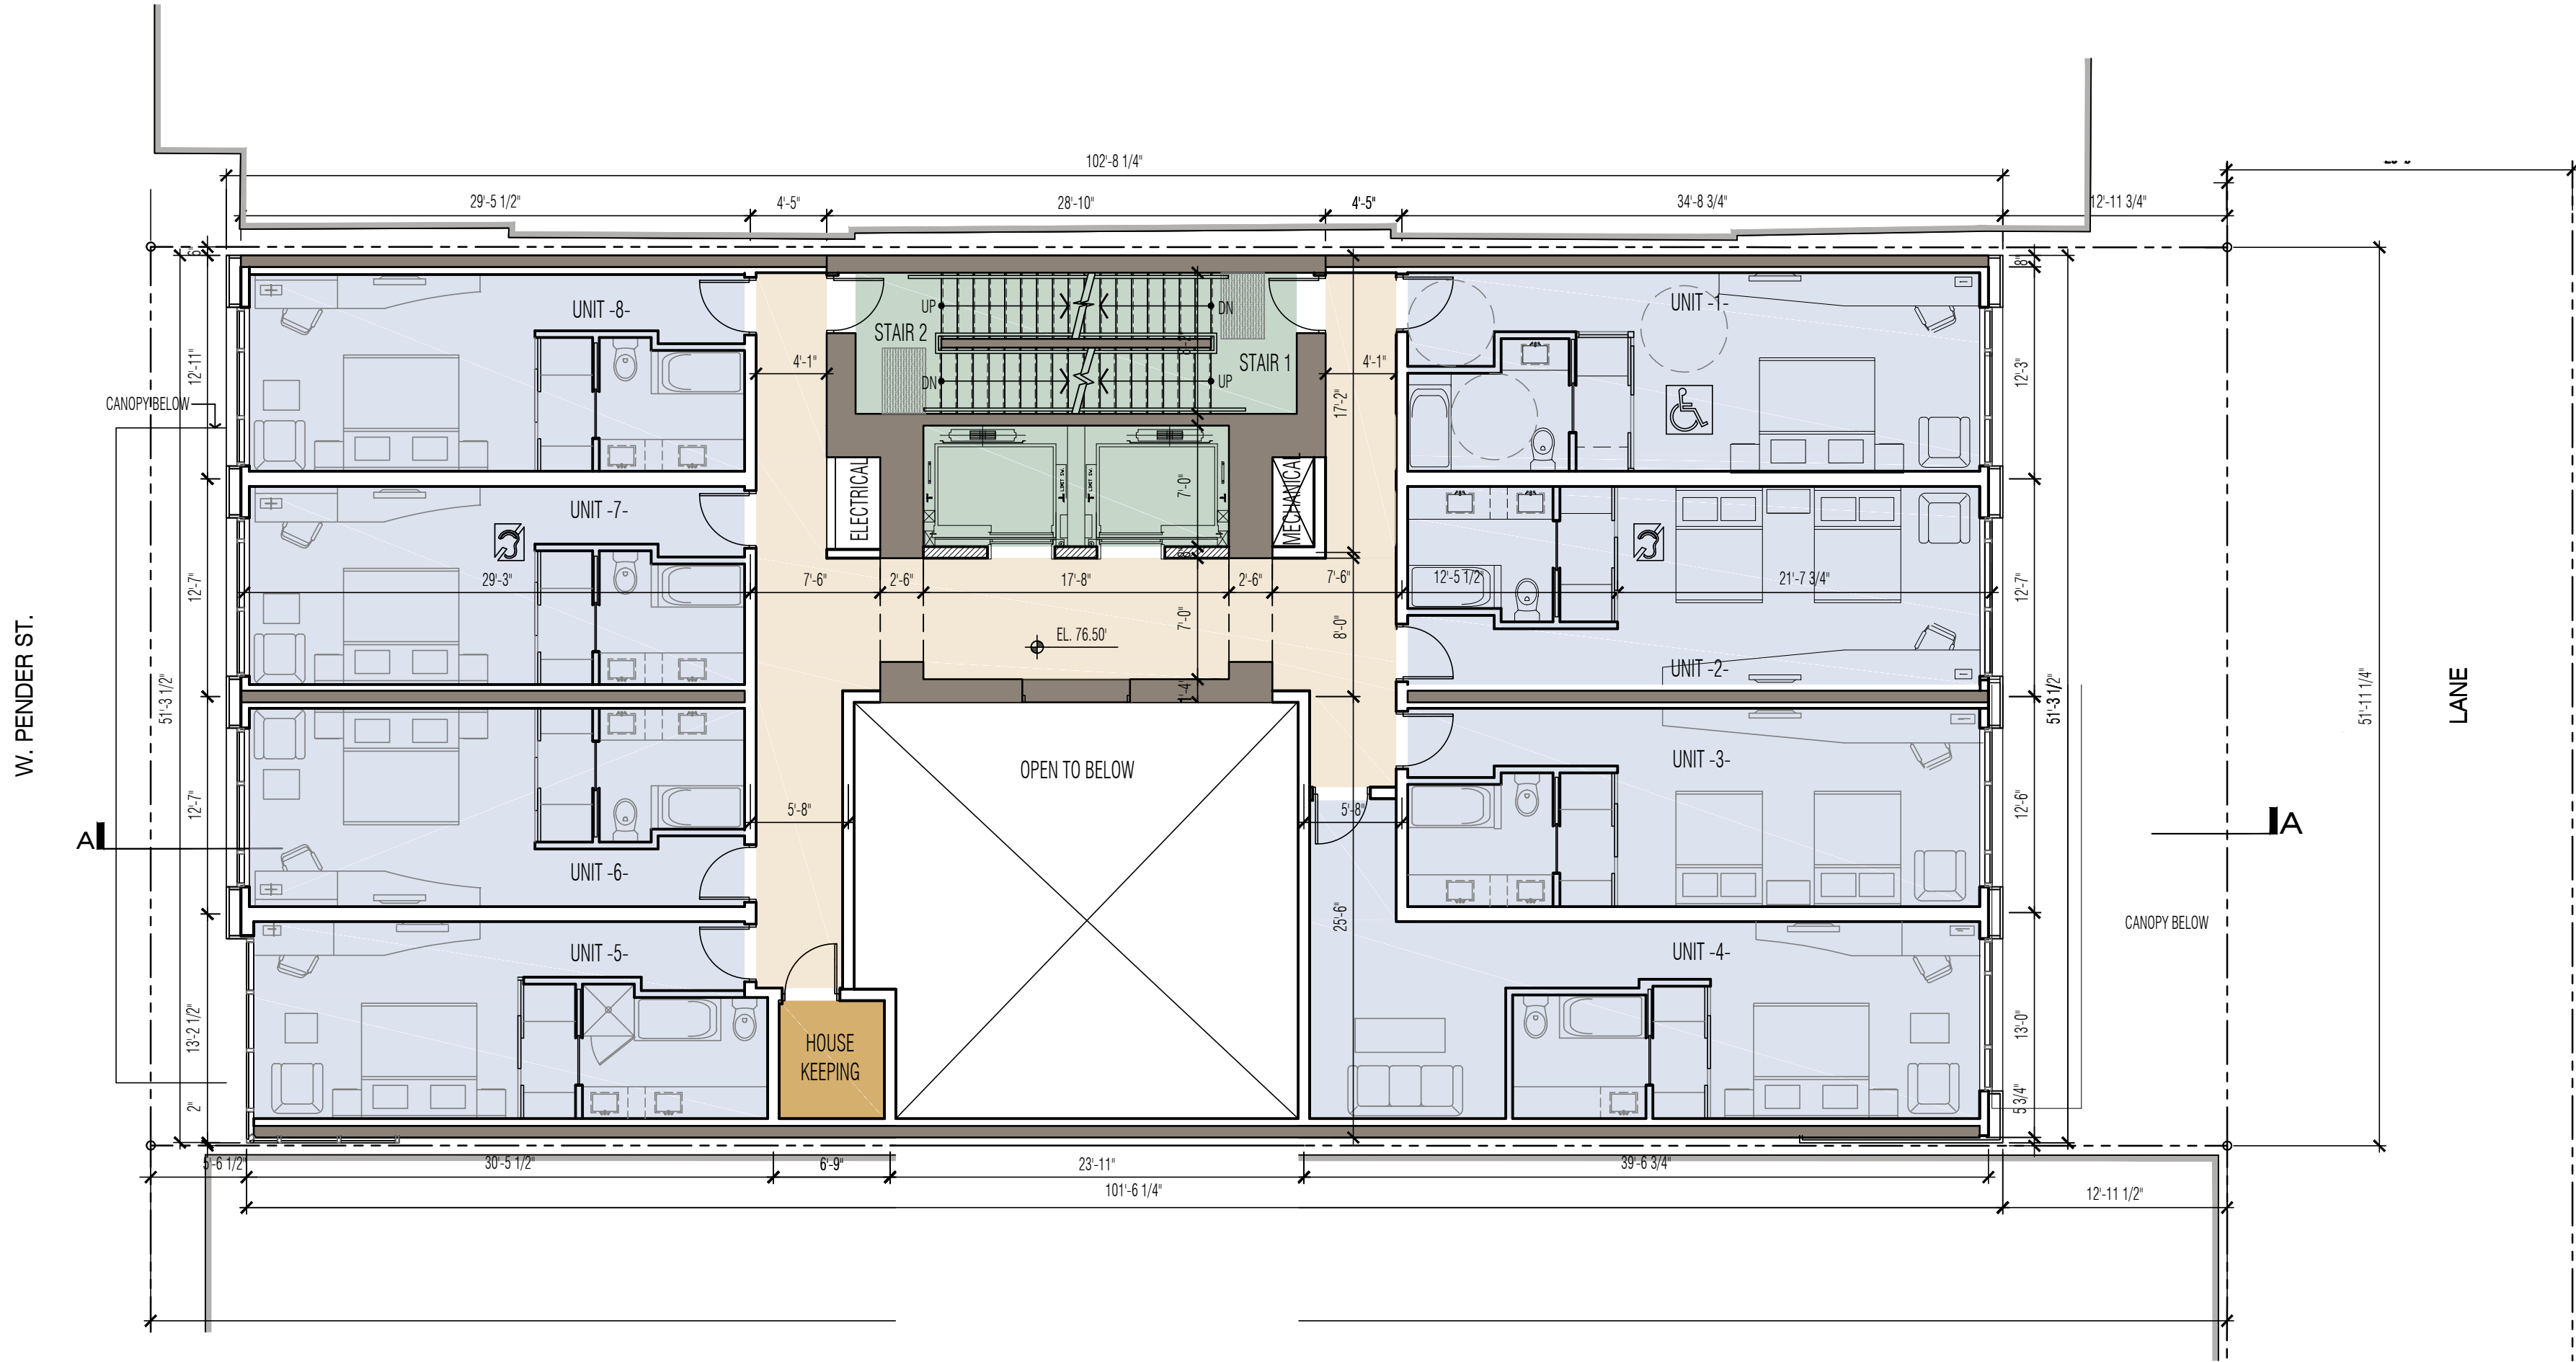 102'-8 1/4"
29'-5 1/2"
4'-5"
28'-10"
4'-5"
34'-8 3/4"
12'-11 3/4"
8"
UNIT -8-
UP
DN
STAIR 2
STAIR 1
DN
UP
UNIT -1-
4'-1"
4'-1"
12'-11"
12'-3"
17'-2"
CANOPY BELOW
ELECTRICAL
MECHANICAL
LIMIT SW.
LIMIT SW.
7'-0"
UNIT -7-
29'-3"
7'-6"
2'-6"
17'-8"
2'-6"
7'-6"
12'-5 1/2"
21'-7 3/4"
12'-7"
12'-7"
7'-0"
8'-0"
EL. 76.50'
UNIT -2-
1'-4"
W. PENDER ST.
51'-3 1/2"
51'-3 1/2"
51'-11 1/4"
LANE
OPEN TO BELOW
UNIT -3-
12'-7"
12'-6"
5'-8"
5'-8"
A
A
UNIT -6-
25'-6"
CANOPY BELOW
UNIT -5-
UNIT -4-
13'-2 1/2"
13'-0"
HOUSE
KEEPING
2"
5 3/4"
5'-6 1/2"
30'-5 1/2"
6'-9"
23'-11"
39'-6 3/4"
101'-6 1/4"
12'-11 1/2"